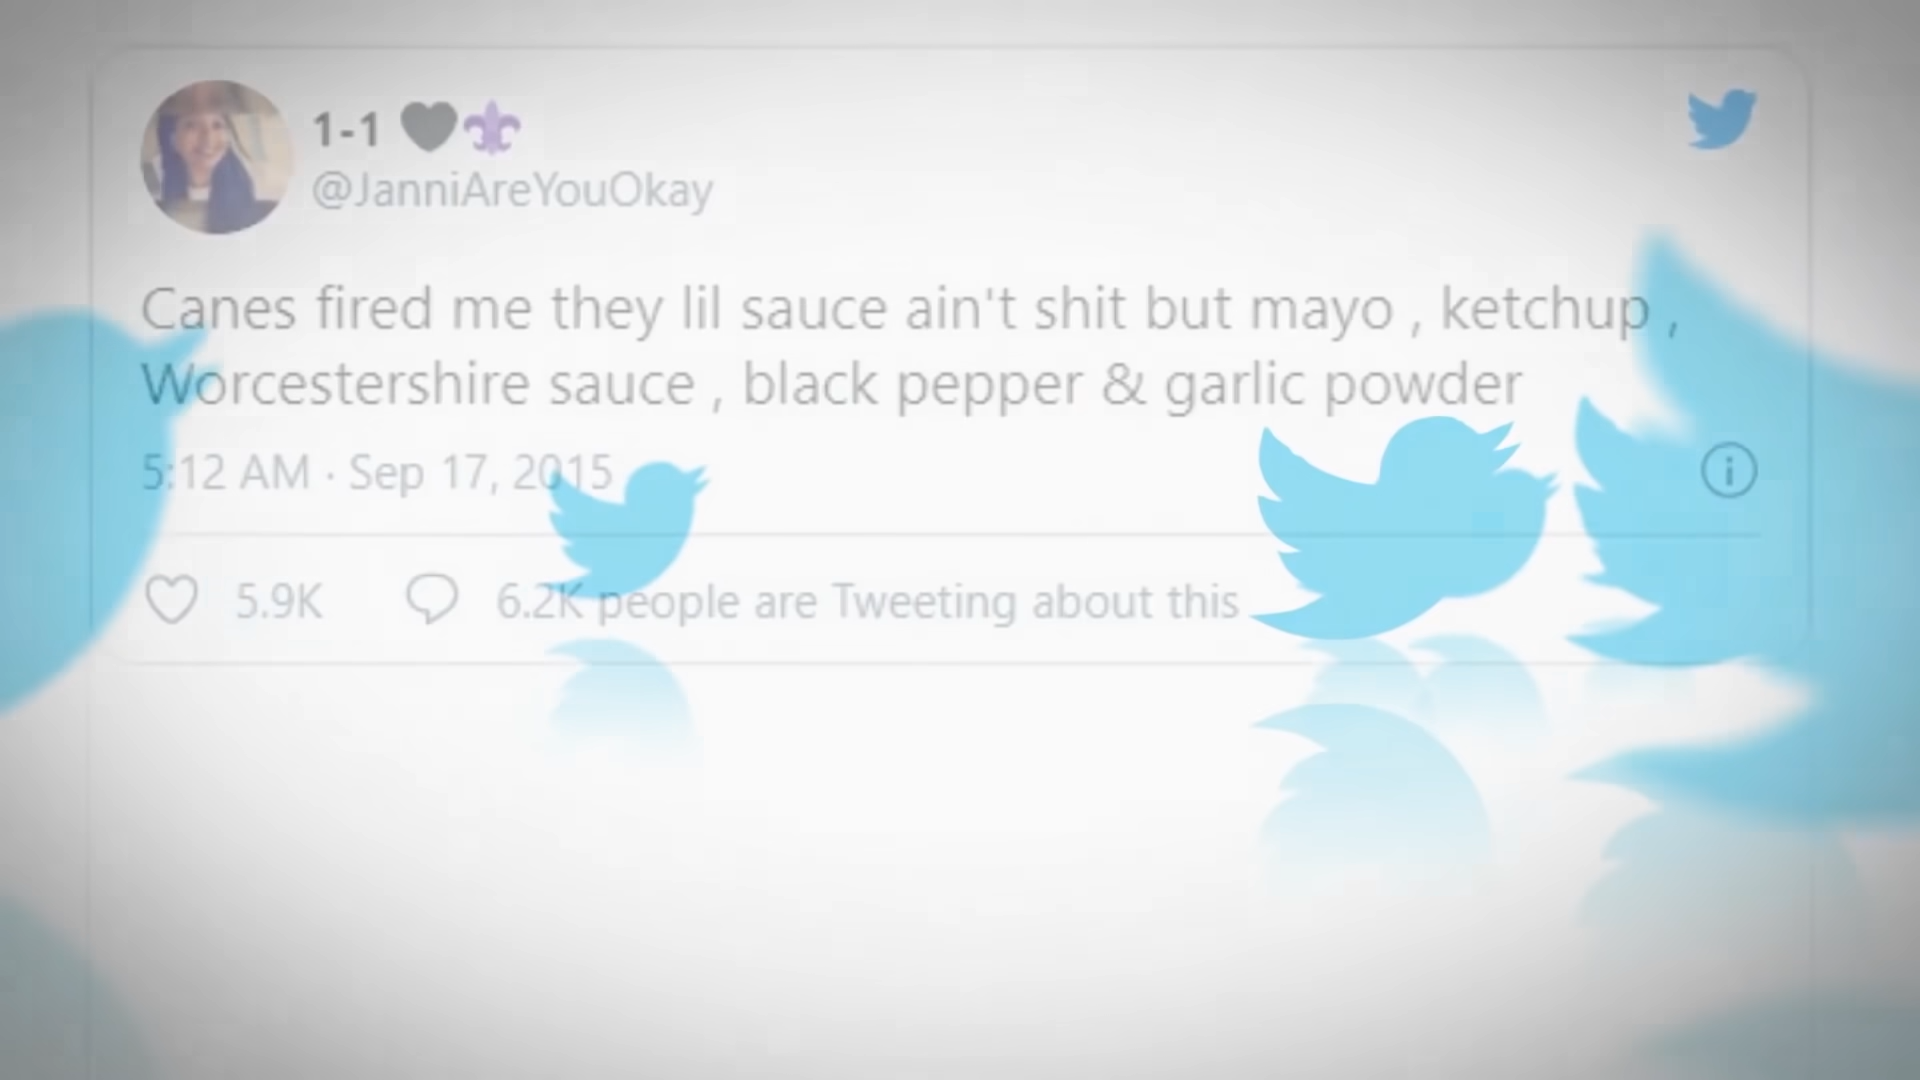 1-1 🖤⚜
@JanniAreYouOkay
Canes fired me they lil sauce ain't shit but mayo , ketchup ,
Worcestershire sauce , black pepper & garlic powder
5:12 AM · Sep 17, 2015
5.9K 6.2K people are Tweeting about this